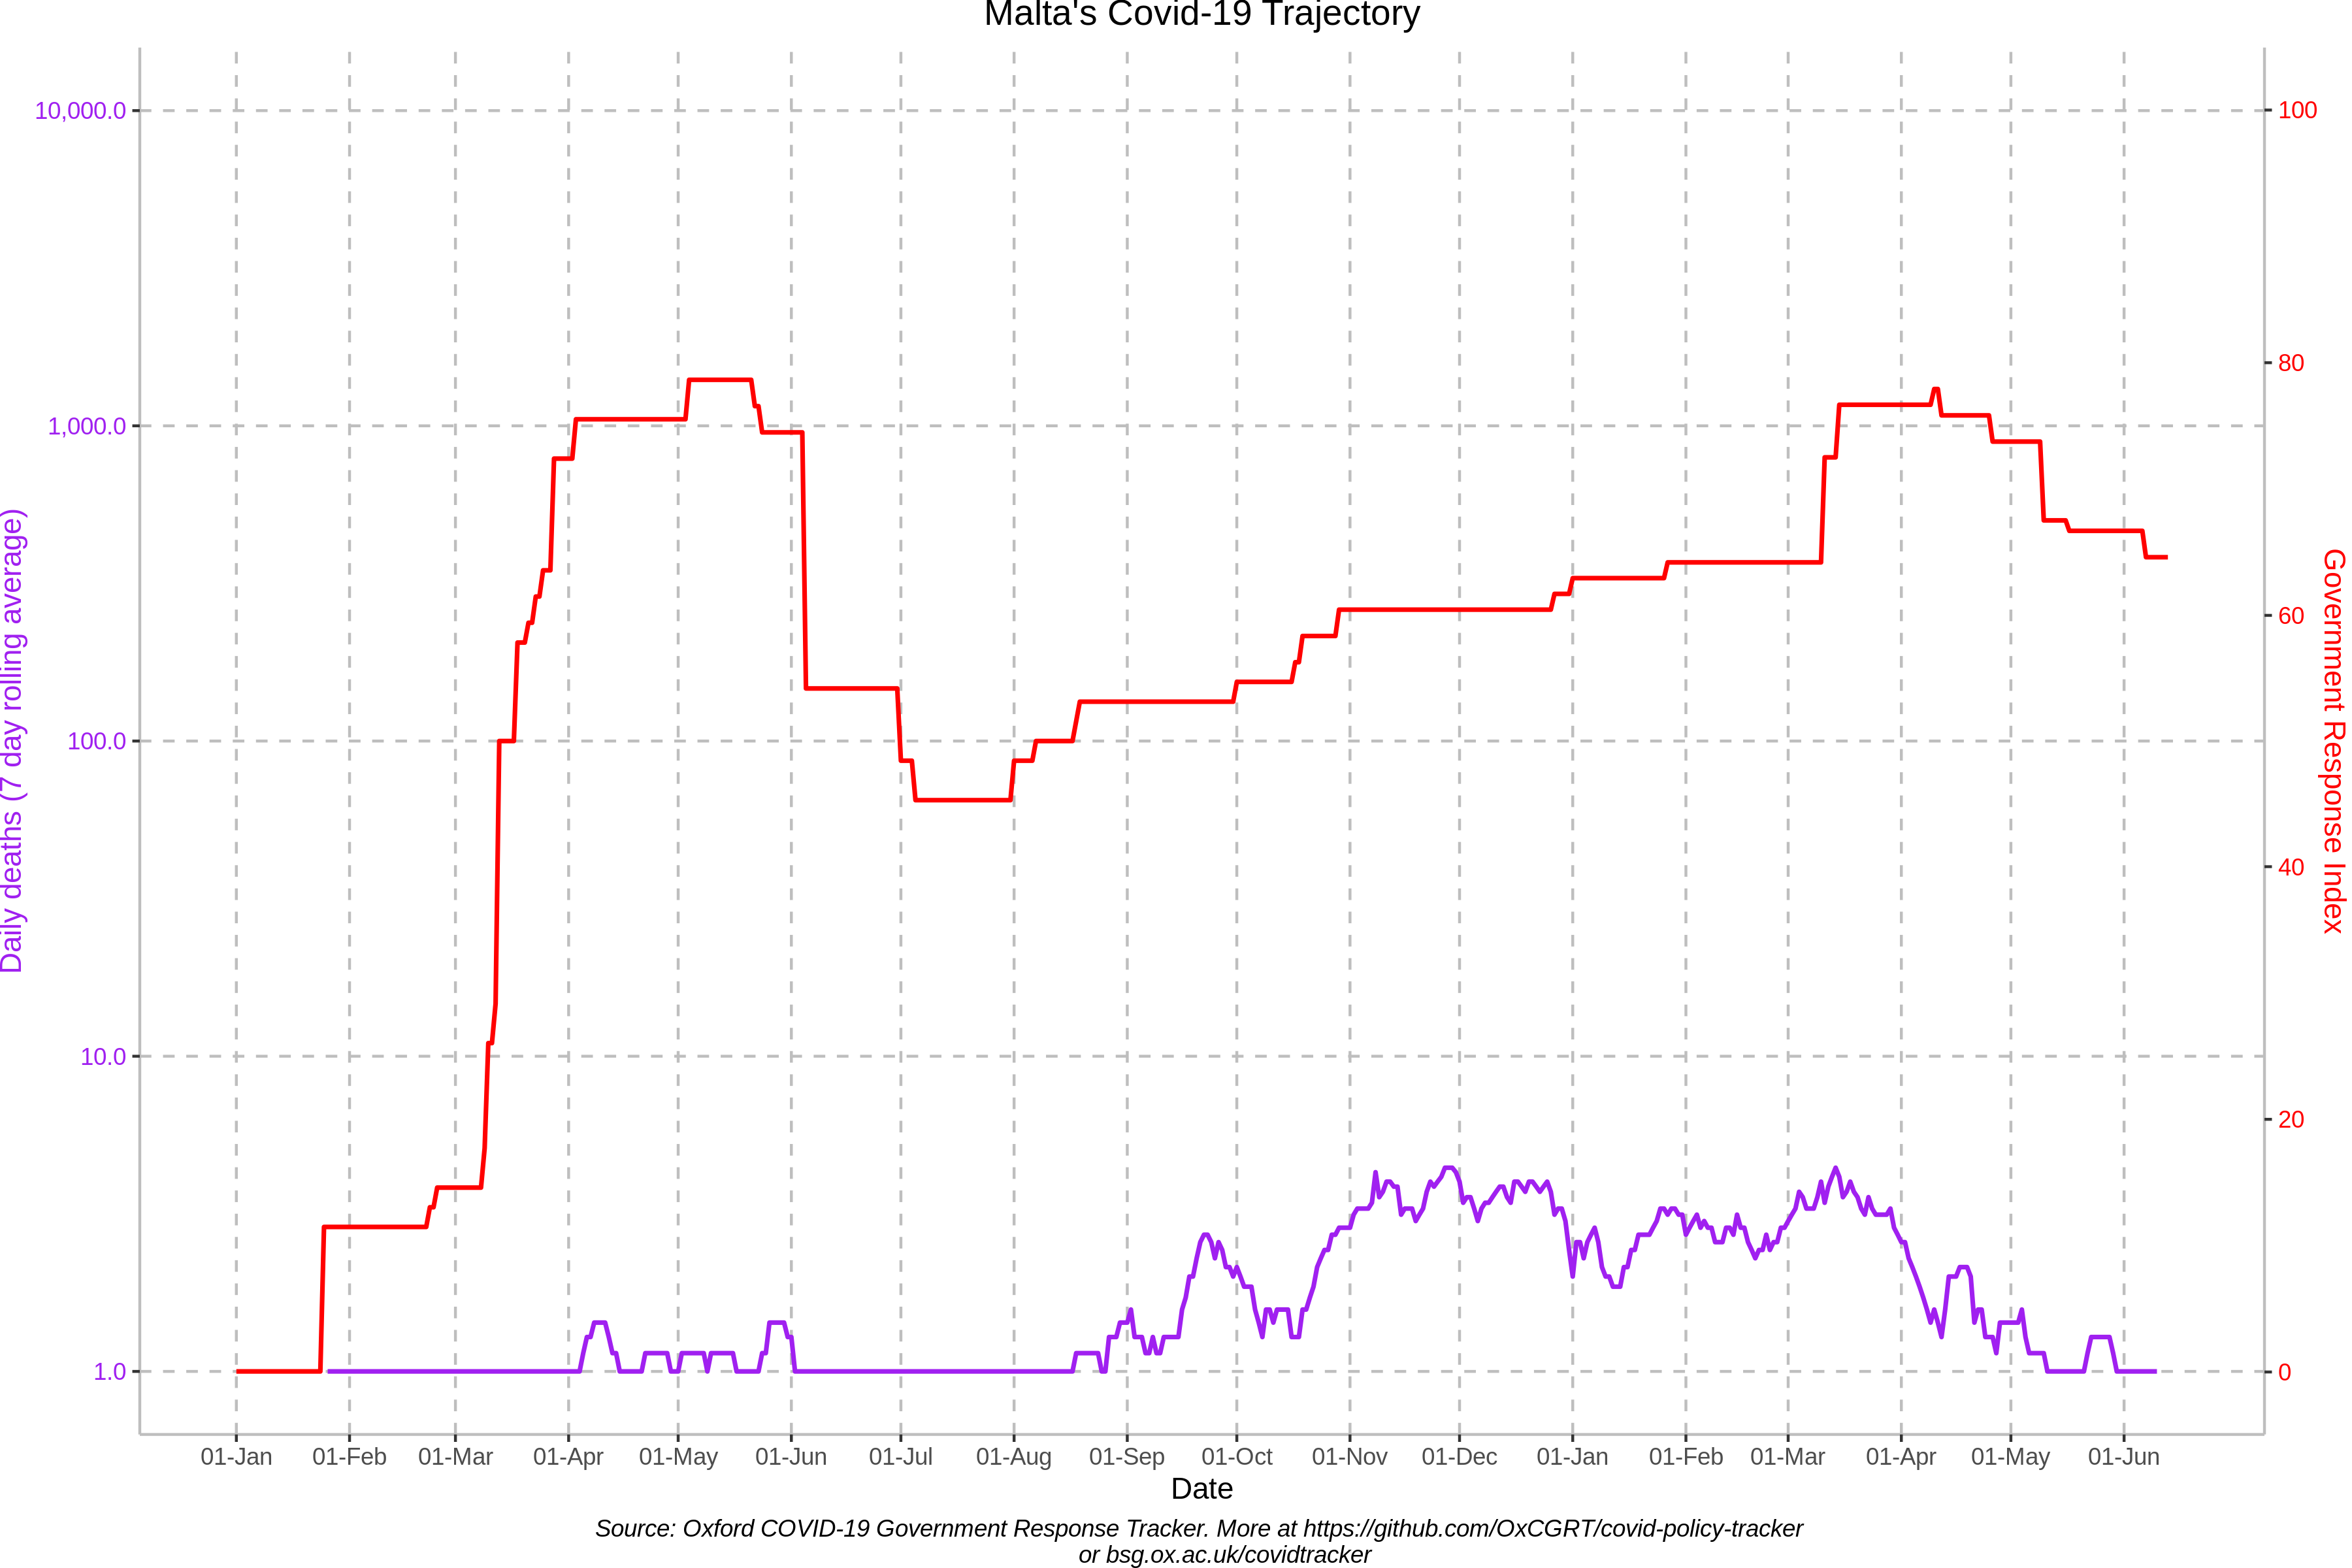 Malta's Covid-19 Trajectory
10,000.0
1,000.0
100.0
10.0
1.0
Daily deaths (7 day rolling average)
100
80
60
40
20
0
Government Response Index
01-Jan 01-Feb 01-Mar 01-Apr 01-May 01-Jun 01-Jul 01-Aug 01-Sep 01-Oct 01-Nov 01-Dec 01-Jan 01-Feb 01-Mar 01-Apr 01-May 01-Jun
Date
Source: Oxford COVID-19 Government Response Tracker. More at https://github.com/OxCGRT/covid-policy-tracker
or bsg.ox.ac.uk/covidtracker